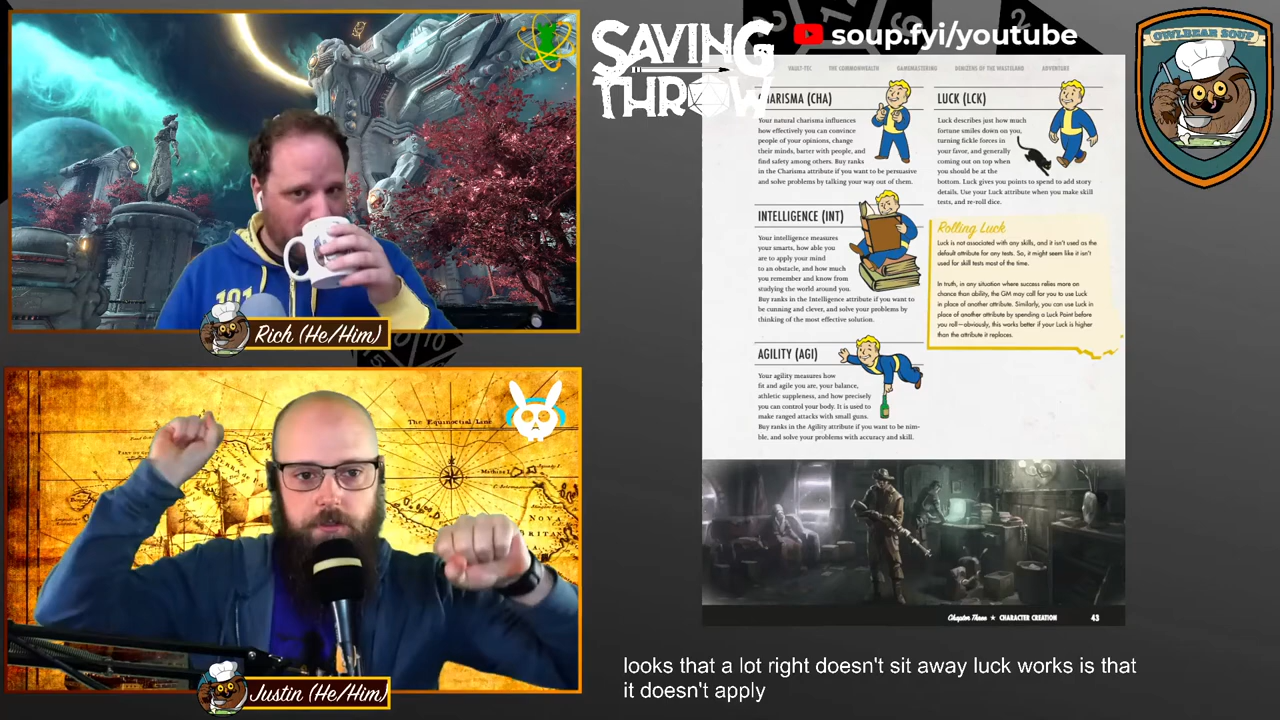 SAVING
THROW
soup.fyi/youtube
OWLBEAR SOUP
VAULT-TEC THE COMMONWEALTH GAMEMASTERING DENIZENS OF THE WASTELAND ADVENTURE
HARISMA (CHA)
Your natural charisma influences
how effectively you can convince
people of your opinions, change
their minds, barter with people, and
find safety among others. Buy ranks
in the Charisma attribute if you want to be persuasive
and solve problems by talking your way out of them.
INTELLIGENCE (INT)
Your intelligence measures
your smarts, how able you
are to apply your mind
to an obstacle, and how much
you remember and know from
studying the world around you.
Buy ranks in the Intelligence attribute if you want to
be cunning and clever, and solve your problems by
thinking of the most effective solution.
AGILITY (AGI)
Your agility measures how
fit and agile you are, your balance,
athletic suppleness, and how precisely
you can control your body. It is used to
make ranged attacks with small guns.
Buy ranks in the Agility attribute if you want to be nim-
ble, and solve your problems with accuracy and skill.
LUCK (LCK)
Luck describes just how much
fortune smiles down on you,
turning fickle forces in
your favor, and generally
coming out on top when
you should be at the
bottom. Luck gives you points to spend to add story
details. Use your Luck attribute when you make skill
tests, and re-roll dice.
Rolling Luck
Luck is not associated with any skills, and it isn't used as the
default attribute for any tests. So, it might seem like it isn't
used for skill tests most of the time.
In truth, in any situation where success relies more on
chance than ability, the GM may call for you to use Luck
in place of another attribute. Similarly, you can use Luck in
place of another attribute by spending a Luck Point before
you roll—obviously, this works better if your Luck is higher
than the attribute it replaces.
Chapter Three ★ CHARACTER CREATION 43
101
Rich (He/Him)
The Equinoctial Line
NOVA
BRITAN
Justin (He/Him)
looks that a lot right doesn't sit away luck works is that
it doesn't apply